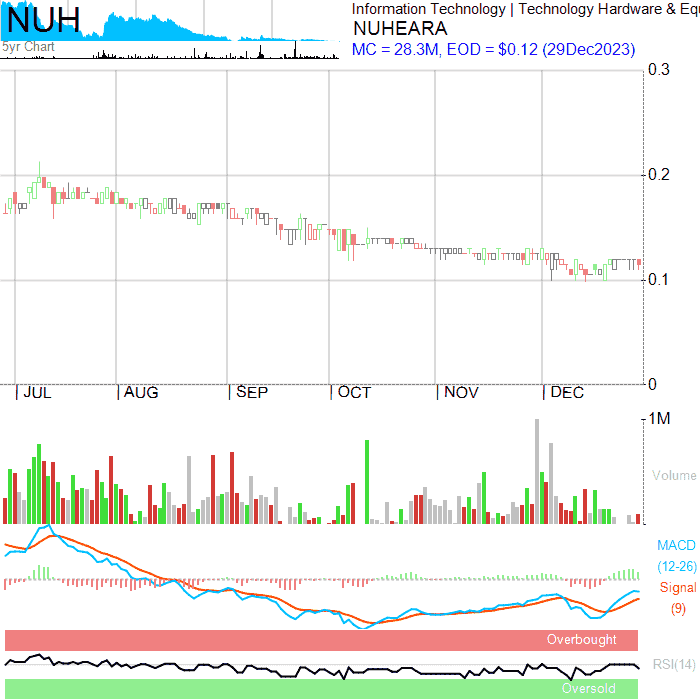 NUH
5yr Chart
Information Technology | Technology Hardware & Equ
NUHEARA
MC = 28.3M, EOD = $0.12 (29Dec2023)
0.3
0.2
0.1
0
JUL AUG SEP OCT NOV DEC
1M
Volume
MACD
(12-26)
Signal
(9)
Overbought
RSI(14)
Oversold